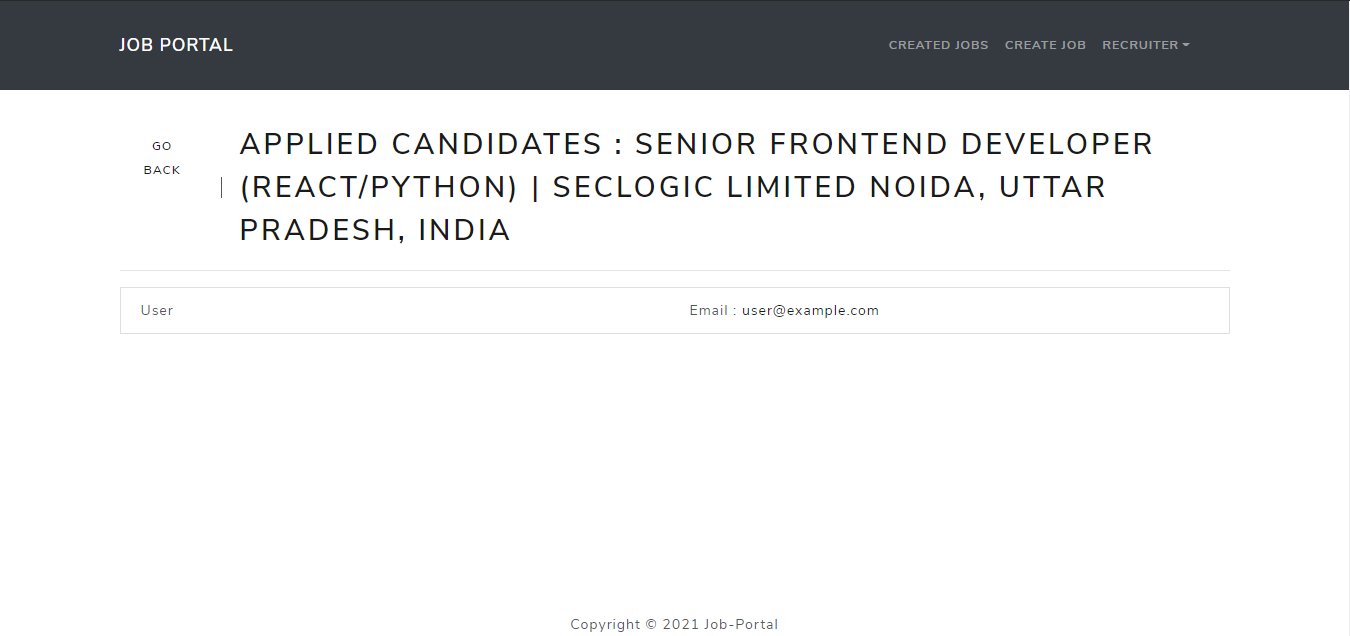 JOB PORTAL
CREATED JOBS CREATE JOB RECRUITER
GO
BACK
| APPLIED CANDIDATES : SENIOR FRONTEND DEVELOPER
(REACT/PYTHON) | SECLOGIC LIMITED NOIDA, UTTAR
PRADESH, INDIA
User
Email : user@example.com
Copyright © 2021 Job-Portal